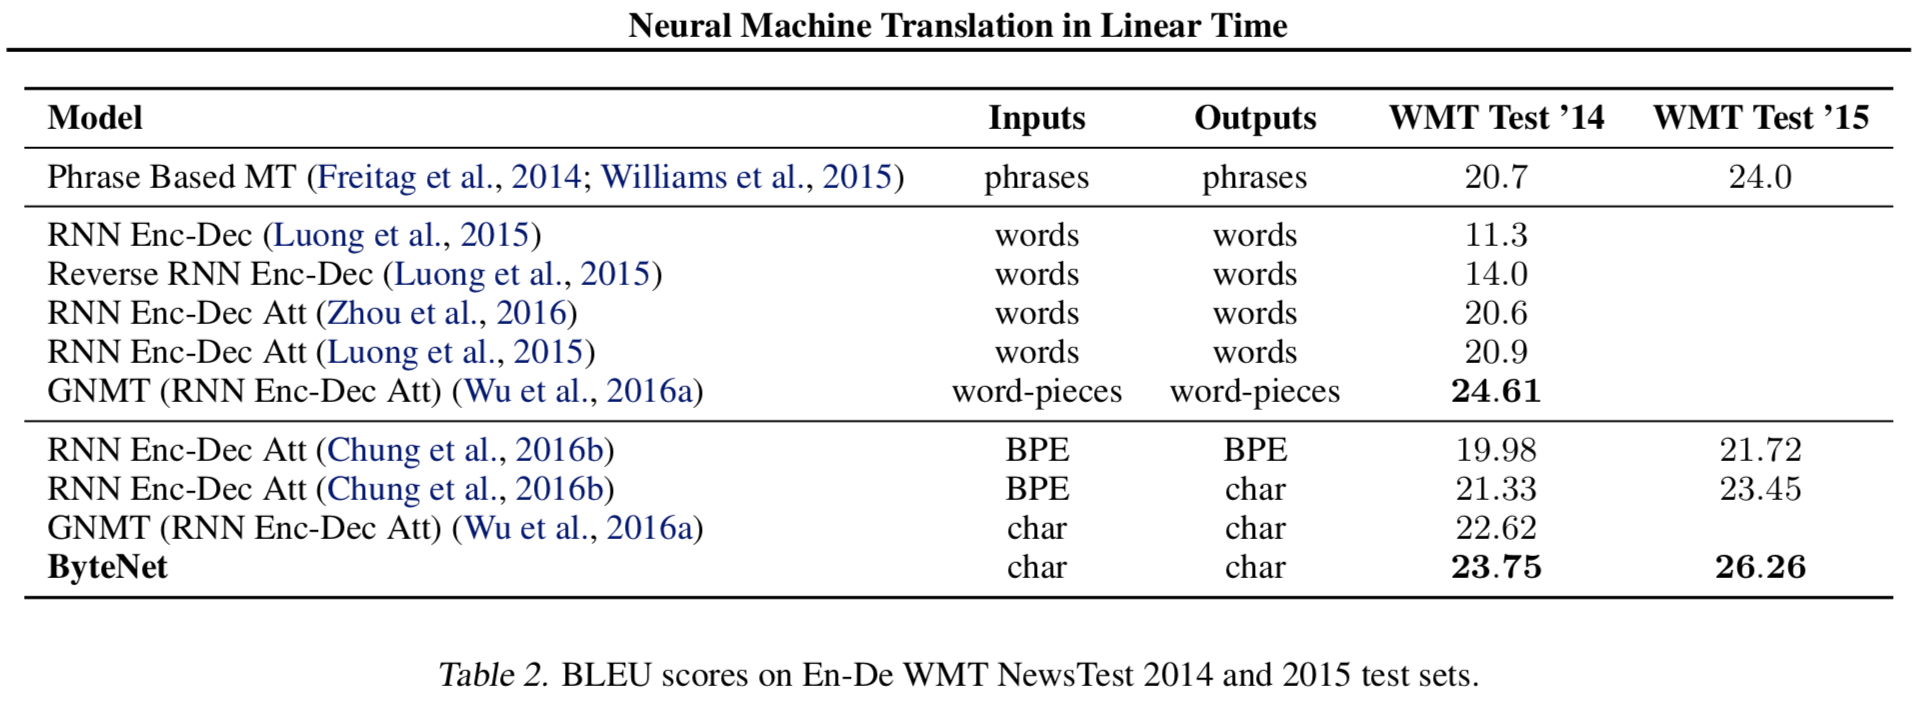 Neural Machine Translation in Linear Time
Model Inputs Outputs WMT Test ’14 WMT Test ’15
Phrase Based MT (Freitag et al., 2014; Williams et al., 2015) phrases phrases 20.7 24.0
RNN Enc-Dec (Luong et al., 2015) words words 11.3
Reverse RNN Enc-Dec (Luong et al., 2015) words words 14.0
RNN Enc-Dec Att (Zhou et al., 2016) words words 20.6
RNN Enc-Dec Att (Luong et al., 2015) words words 20.9
GNMT (RNN Enc-Dec Att) (Wu et al., 2016a) word-pieces word-pieces 24.61
RNN Enc-Dec Att (Chung et al., 2016b) BPE BPE 19.98 21.72
RNN Enc-Dec Att (Chung et al., 2016b) BPE char 21.33 23.45
GNMT (RNN Enc-Dec Att) (Wu et al., 2016a) char char 22.62
ByteNet char char 23.75 26.26
Table 2. BLEU scores on En-De WMT NewsTest 2014 and 2015 test sets.